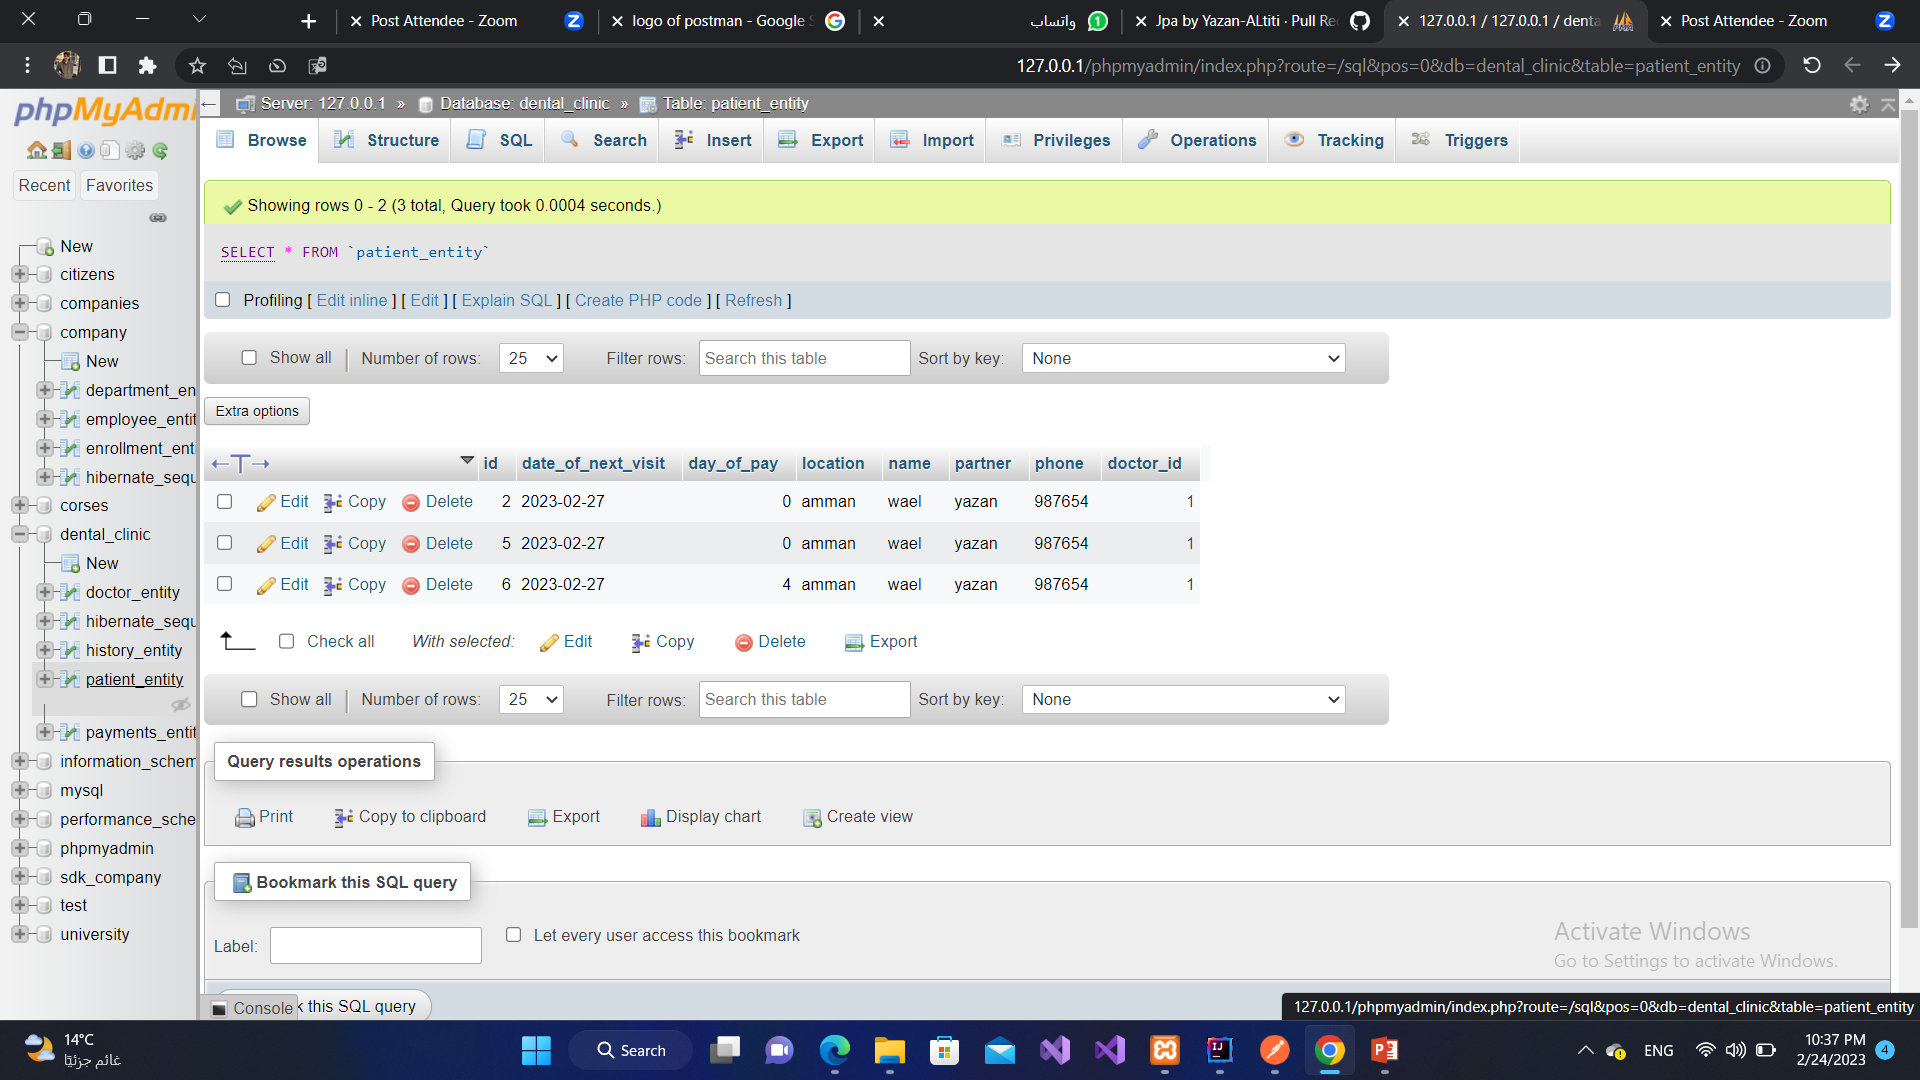 Post Attendee - Zoom
logo of postman - Google S
واتساب
1
Jpa by Yazan-ALtiti · Pull Re
127.0.0.1 / 127.0.0.1 / denta
Post Attendee - Zoom
127.0.0.1/phpmyadmin/index.php?route=/sql&pos=0&db=dental_clinic&table=patient_entity
phpMyAdmi
Recent Favorites
New
citizens
companies
company
New
department_en
employee_entit
enrollment_enti
hibernate_sequ
corses
dental_clinic
New
doctor_entity
hibernate_sequ
history_entity
patient_entity
payments_entit
information_schem
mysql
performance_sche
phpmyadmin
sdk_company
test
university
Server: 127.0.0.1 » Database: dental_clinic » Table: patient_entity
Browse Structure SQL Search Insert Export Import Privileges Operations Tracking Triggers
Showing rows 0 - 2 (3 total, Query took 0.0004 seconds.)
SELECT * FROM `patient_entity`
Profiling [ Edit inline ] [ Edit ] [ Explain SQL ] [ Create PHP code ] [ Refresh ]
Show all | Number of rows: 25 Filter rows: Search this table Sort by key: None
Extra options
←T→ id date_of_next_visit day_of_pay location name partner phone doctor_id
Edit Copy Delete 2 2023-02-27 0 amman wael yazan 987654 1
Edit Copy Delete 5 2023-02-27 0 amman wael yazan 987654 1
Edit Copy Delete 6 2023-02-27 4 amman wael yazan 987654 1
Check all With selected: Edit Copy Delete Export
Show all | Number of rows: 25 Filter rows: Search this table Sort by key: None
Query results operations
Print Copy to clipboard Export Display chart Create view
Bookmark this SQL query
Label: Let every user access this bookmark
Activate Windows
Go to Settings to activate Windows.
Console k this SQL query
127.0.0.1/phpmyadmin/index.php?route=/sql&pos=0&db=dental_clinic&table=patient_entity
14°C
غائم جزئيًا
Search
ENG
10:37 PM
2/24/2023
4